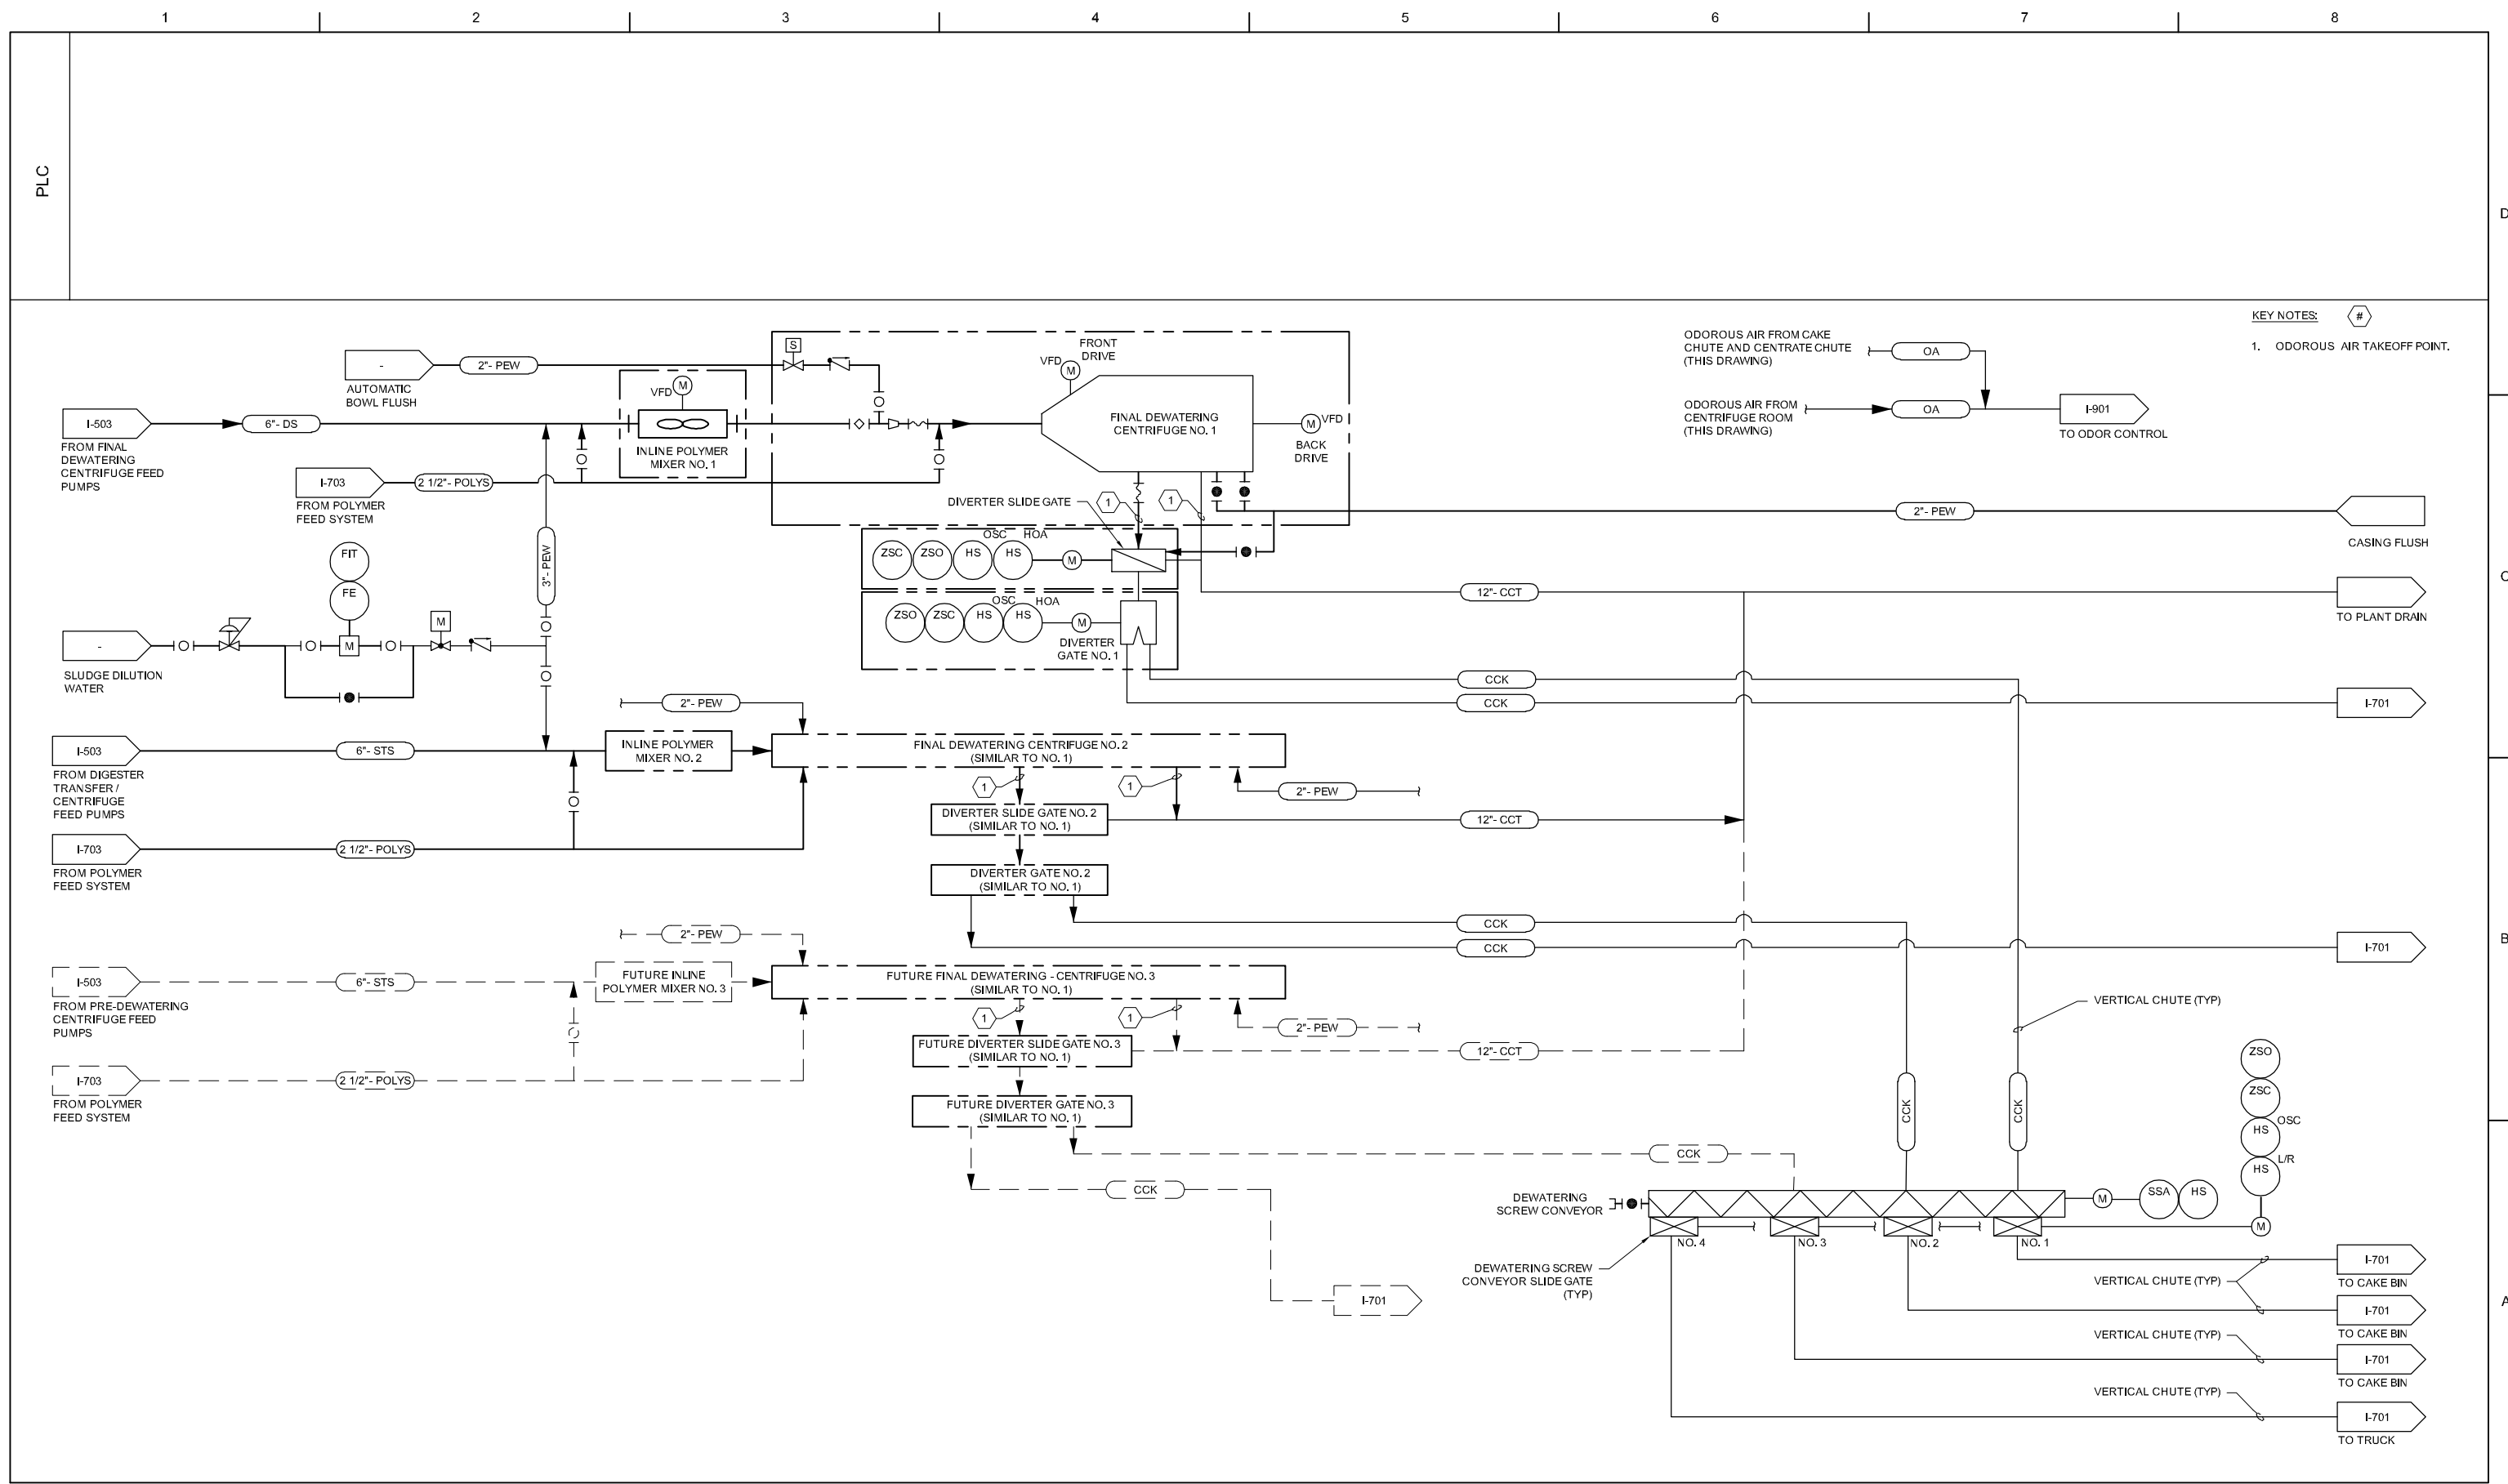 1
2
3
4
5
6
7
8
PLC
D
C
B
A
KEY NOTES:
#
1. ODOROUS AIR TAKEOFF POINT.
-
AUTOMATIC
BOWL FLUSH
2"- PEW
S
VFD
M
FRONT
DRIVE
VFD
M
I-503
FROM FINAL
DEWATERING
CENTRIFUGE FEED
PUMPS
6"- DS
INLINE POLYMER
MIXER NO. 1
FINAL DEWATERING
CENTRIFUGE NO. 1
M
VFD
BACK
DRIVE
ODOROUS AIR FROM CAKE
CHUTE AND CENTRATE CHUTE
(THIS DRAWING)
OA
ODOROUS AIR FROM
CENTRIFUGE ROOM
(THIS DRAWING)
OA
I-901
TO ODOR CONTROL
I-703
FROM POLYMER
FEED SYSTEM
2 1/2"- POLYS
DIVERTER SLIDE GATE
1
1
2"- PEW
CASING FLUSH
3"- PEW
FIT
FE
M
M
-
SLUDGE DILUTION
WATER
OSC
HOA
ZSC
ZSO
HS
HS
M
OSC
HOA
ZSO
ZSC
HS
HS
M
DIVERTER
GATE NO. 1
12"- CCT
TO PLANT DRAIN
CCK
CCK
I-701
2"- PEW
I-503
FROM DIGESTER
TRANSFER /
CENTRIFUGE
FEED PUMPS
6"- STS
INLINE POLYMER
MIXER NO. 2
FINAL DEWATERING CENTRIFUGE NO. 2
(SIMILAR TO NO. 1)
1
1
2"- PEW
DIVERTER SLIDE GATE NO. 2
(SIMILAR TO NO. 1)
12"- CCT
I-703
FROM POLYMER
FEED SYSTEM
2 1/2"- POLYS
DIVERTER GATE NO. 2
(SIMILAR TO NO. 1)
CCK
CCK
I-701
2"- PEW
I-503
FROM PRE-DEWATERING
CENTRIFUGE FEED
PUMPS
6"- STS
FUTURE INLINE
POLYMER MIXER NO. 3
FUTURE FINAL DEWATERING - CENTRIFUGE NO. 3
(SIMILAR TO NO. 1)
1
1
2"- PEW
FUTURE DIVERTER SLIDE GATE NO. 3
(SIMILAR TO NO. 1)
12"- CCT
I-703
FROM POLYMER
FEED SYSTEM
2 1/2"- POLYS
FUTURE DIVERTER GATE NO. 3
(SIMILAR TO NO. 1)
CCK
CCK
I-701
VERTICAL CHUTE (TYP)
CCK
CCK
ZSO
ZSC
HS
OSC
HS
L/R
M
DEWATERING
SCREW CONVEYOR
M
SSA
HS
NO. 4
NO. 3
NO. 2
NO. 1
DEWATERING SCREW
CONVEYOR SLIDE GATE
(TYP)
VERTICAL CHUTE (TYP)
I-701
TO CAKE BIN
I-701
TO CAKE BIN
VERTICAL CHUTE (TYP)
I-701
TO CAKE BIN
VERTICAL CHUTE (TYP)
I-701
TO TRUCK